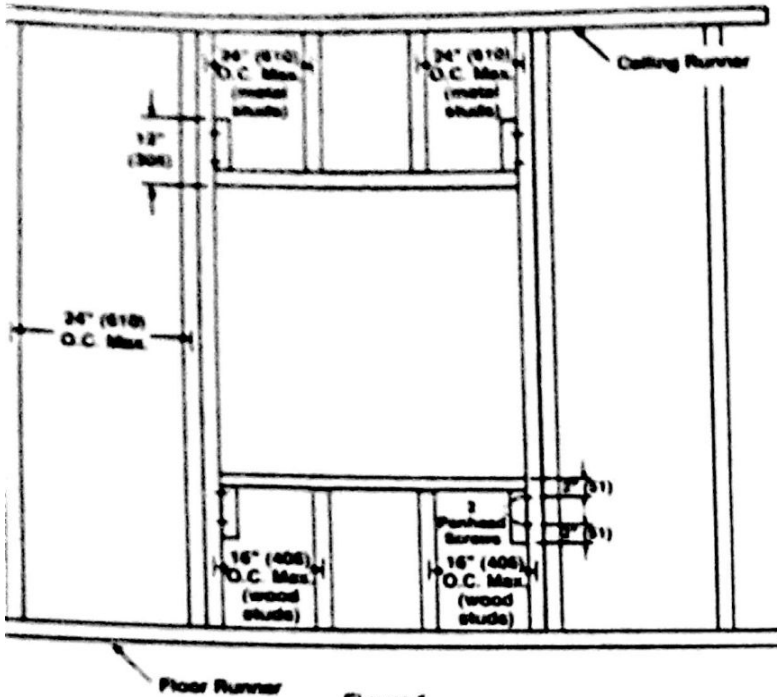 24" (610)
O.C. Max.
(metal
studs)
24" (610)
O.C. Max.
(metal
studs)
Ceiling Runner
12"
(305)
24" (610)
O.C. Max.
2" (51)
2
Panhead
Screws
2" (51)
16" (406)
O.C. Max.
(wood
studs)
16" (406)
O.C. Max.
(wood
studs)
Floor Runner